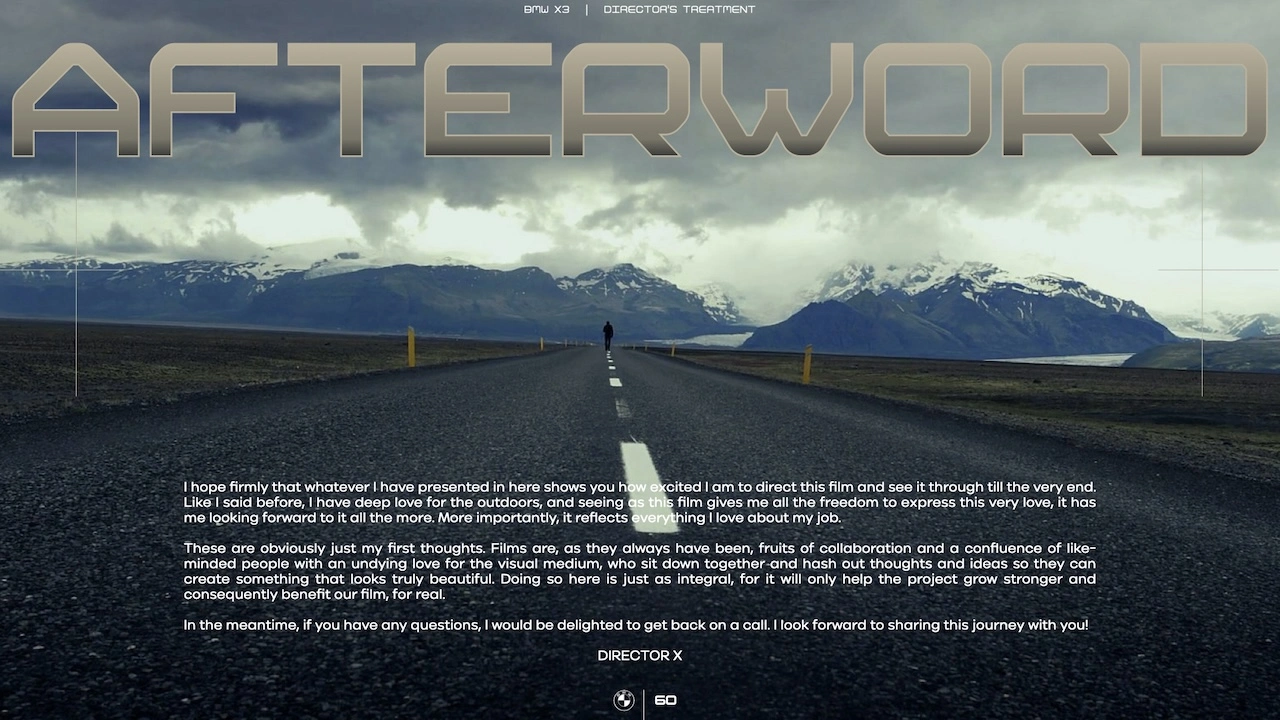 BMW X3 | DIRECTOR'S TREATMENT
AFTERWORD
I hope firmly that whatever I have presented in here shows you how excited I am to direct this film and see it through till the very end.
Like I said before, I have deep love for the outdoors, and seeing as this film gives me all the freedom to express this very love, it has
me looking forward to it all the more. More importantly, it reflects everything I love about my job.
These are obviously just my first thoughts. Films are, as they always have been, fruits of collaboration and a confluence of like-
minded people with an undying love for the visual medium, who sit down together and hash out thoughts and ideas so they can
create something that looks truly beautiful. Doing so here is just as integral, for it will only help the project grow stronger and
consequently benefit our film, for real.
In the meantime, if you have any questions, I would be delighted to get back on a call. I look forward to sharing this journey with you!
DIRECTOR X
60